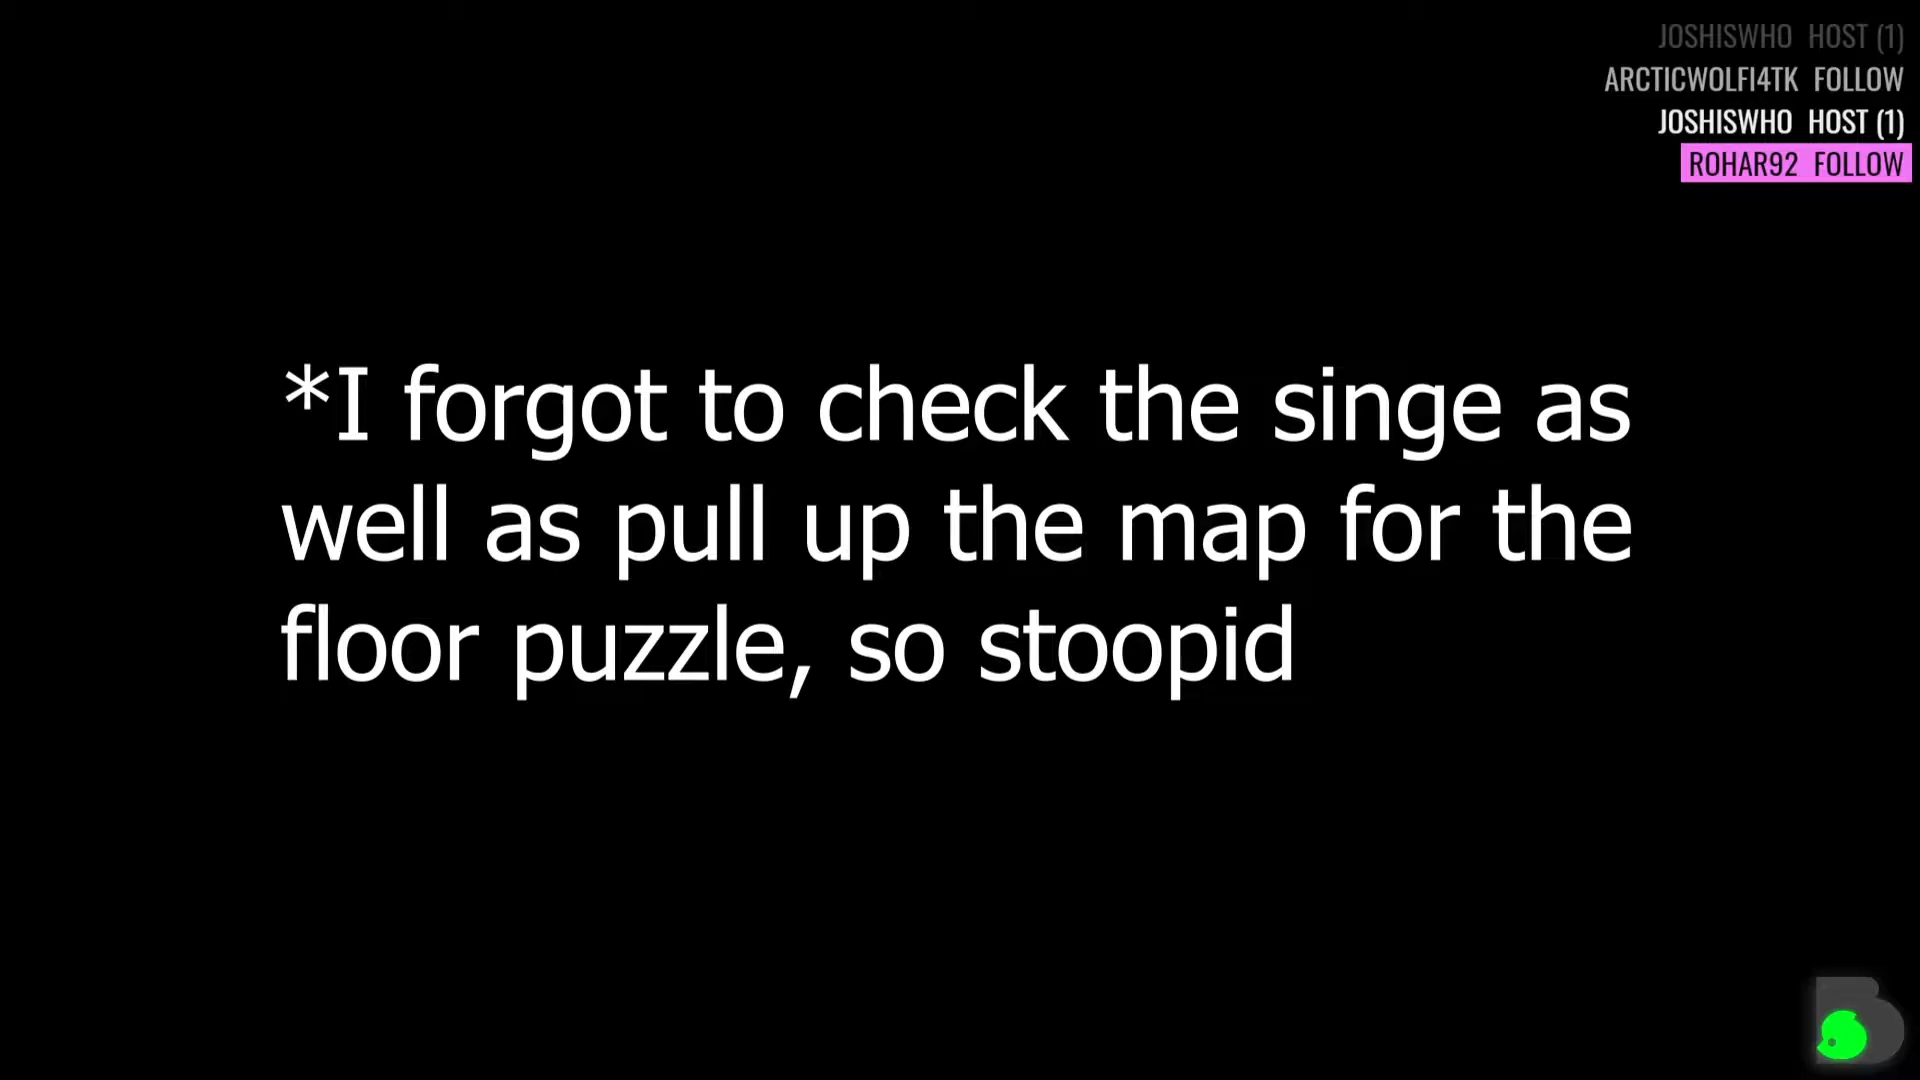 JOSHISWHO HOST (1)
ARCTICWOLFI4TK FOLLOW
JOSHISWHO HOST (1)
ROHAR92 FOLLOW
*I forgot to check the singe as
well as pull up the map for the
floor puzzle, so stoopid